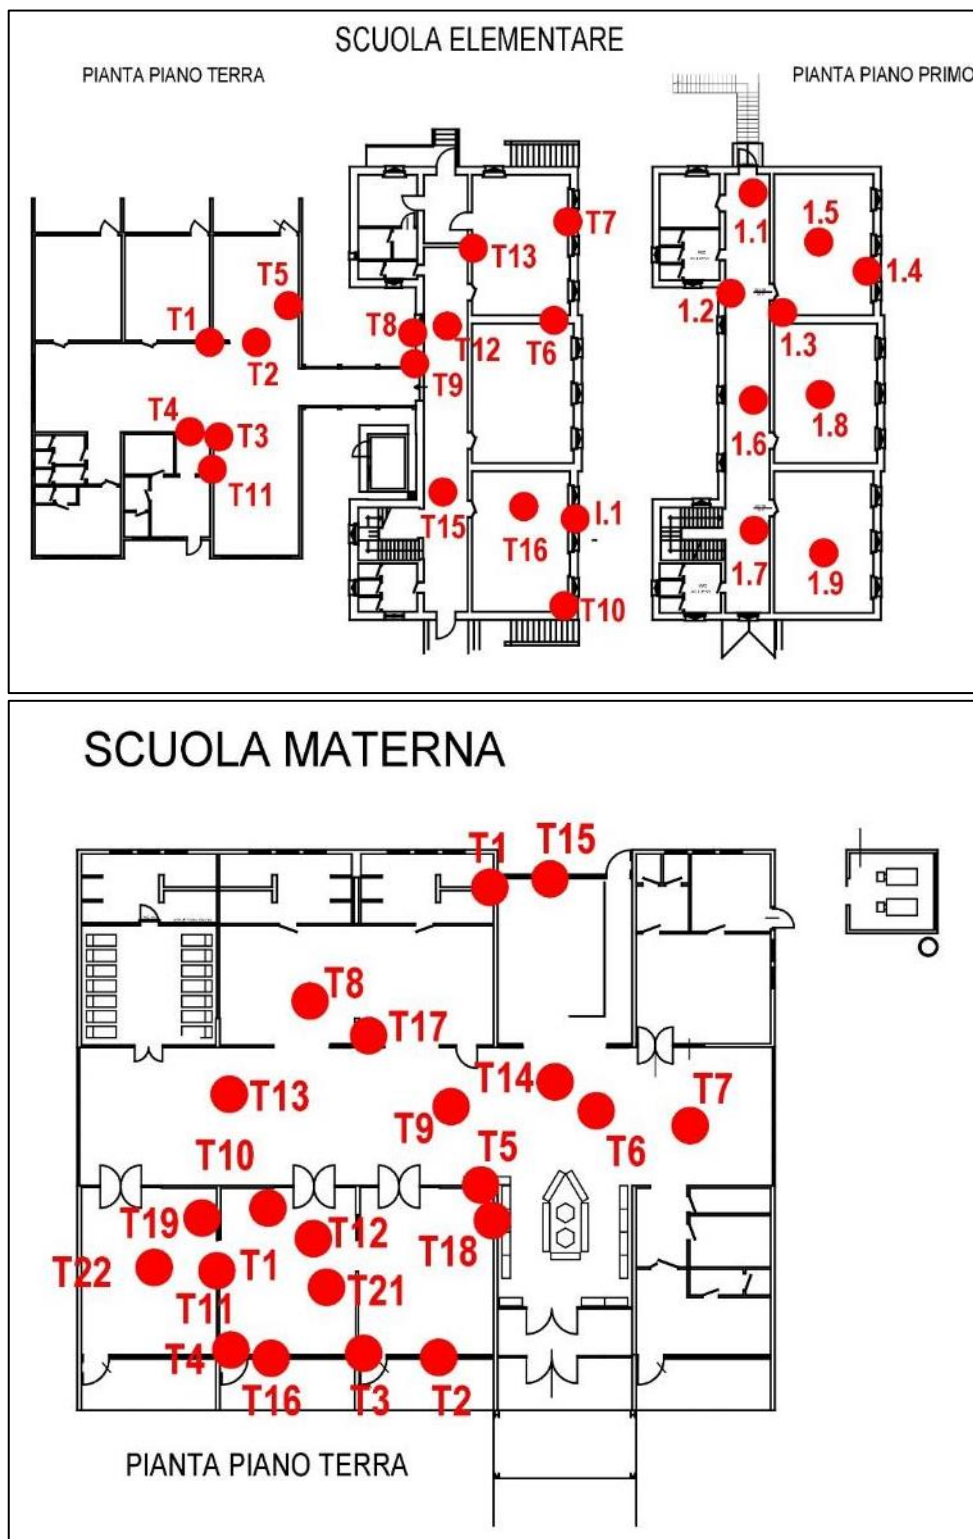 SCUOLA ELEMENTARE
PIANTA PIANO TERRA
PIANTA PIANO PRIMO
T7
1.1
1.5
T13
T5
1.4
1.2
T1
T8
T12
T6
1.3
T2
T9
T4
T3
1.6
1.8
T11
T15
T16
I.1
1.7
1.9
T10
SCUOLA MATERNA
T1
T15
T8
T17
T14
T7
T13
T9
T6
T10
T5
T19
T12
T18
T22
T1
T21
T11
T4
T16
T3
T2
PIANTA PIANO TERRA